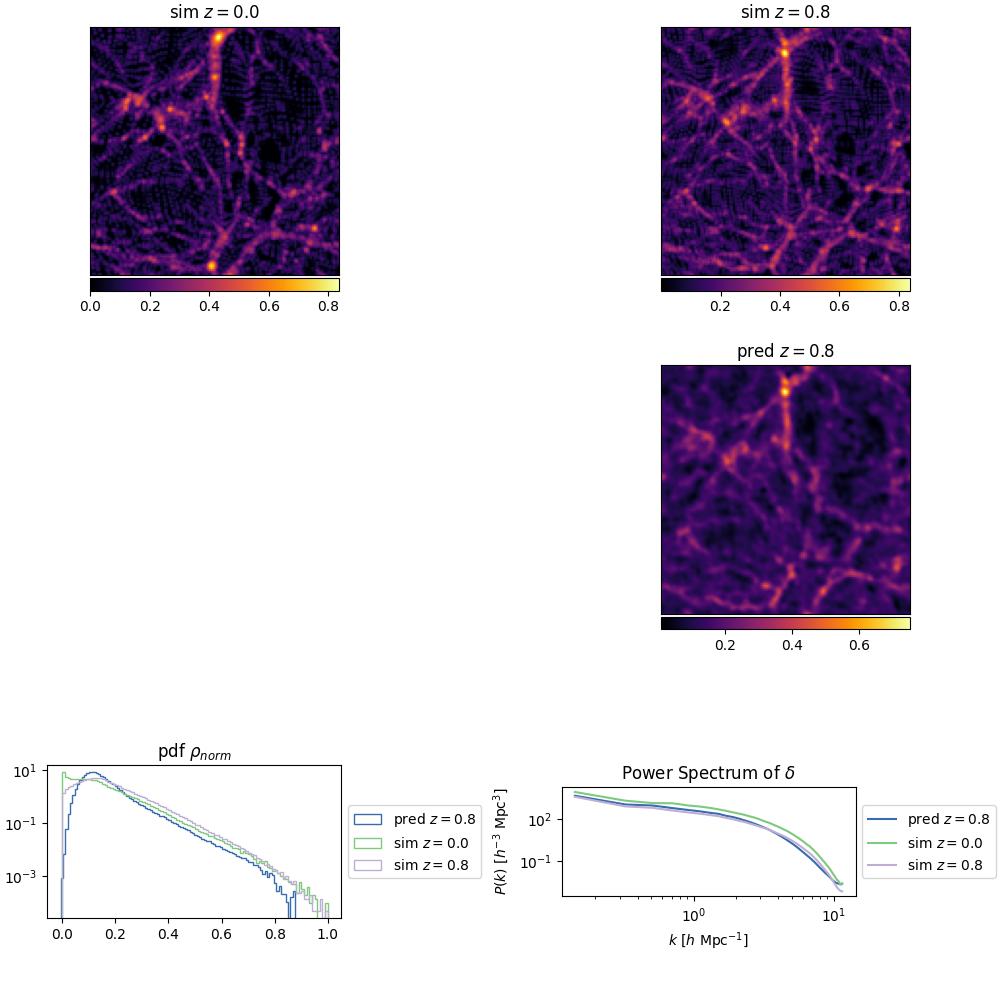 sim z = 0.0
sim z = 0.8
0.0 0.2 0.4 0.6 0.8
0.2 0.4 0.6 0.8
pred z = 0.8
0.2 0.4 0.6
pdf ρnorm
10¹
10⁻¹
10⁻³
0.0 0.2 0.4 0.6 0.8 1.0
pred z = 0.8
sim z = 0.0
sim z = 0.8
Power Spectrum of δ
P(k) [h⁻³ Mpc³]
10²
10⁻¹
10⁰ 10¹
k [h Mpc⁻¹]
pred z = 0.8
sim z = 0.0
sim z = 0.8